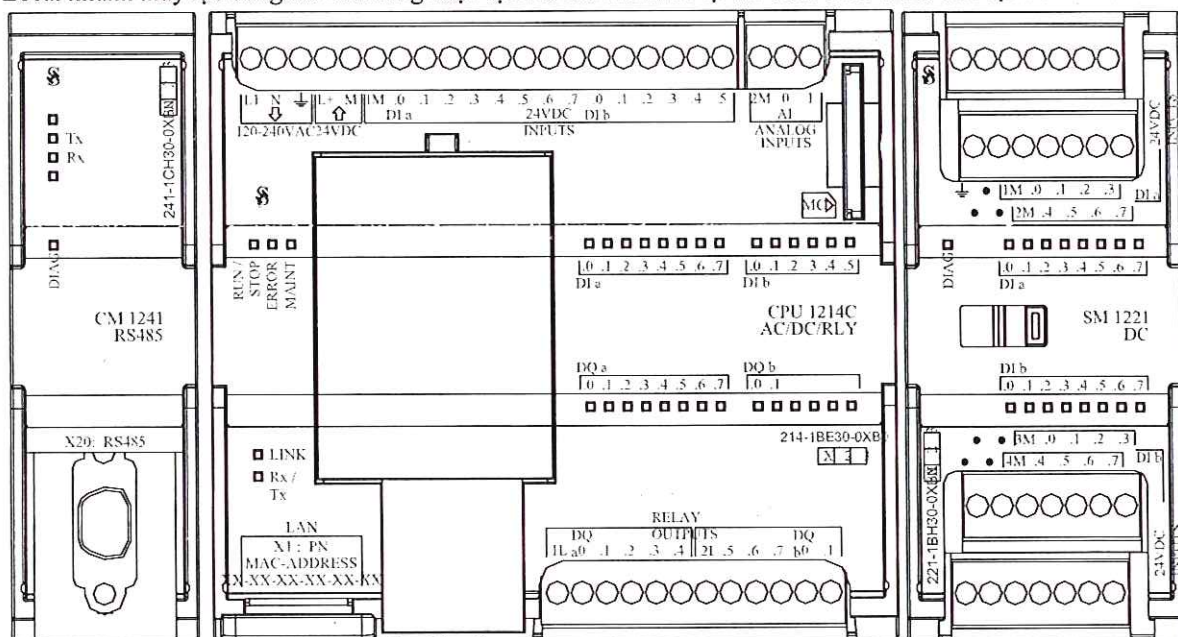 L1 N L+ M 1M .0 .1 .2 .3 .4 .5 .6 .7 0 .1 .2 .3 .4 5
DI a 24VDC DI b
120-240VAC 24VDC INPUTS
2M 0 1
AI
ANALOG
INPUTS
Tx
Rx
241-1CH30-0XB
DIAG
CM 1241
RS485
X20: RS485
MC
RUN /
STOP
ERROR
MAINT
.0 .1 .2 .3 .4 .5 .6 .7
DI a
.0 .1 .2 .3 .4 .5
DI b
CPU 1214C
AC/DC/RLY
DQ a
.0 .1 .2 .3 .4 .5 .6 .7
DQ b
.0 .1
214-1BE30-0XB
LINK
Rx /
Tx
LAN
X1: PN
MAC-ADDRESS
XX-XX-XX-XX-XX-XX
RELAY
DQ OUTPUTS DQ
1L a0 .1 .2 .3 .4 2L .5 .6 .7 b0 .1
24VDC
INPUTS
1M .0 .1 .2 .3 DI a
2M .4 .5 .6 .7
DIAG
.0 .1 .2 .3 .4 .5 .6 .7
DI a
SM 1221
DC
DI b
.0 .1 .2 .3 .4 .5 .6 .7
3M .0 .1 .2 .3
4M .4 .5 .6 .7 DI b
221-1BH30-0XB
24VDC